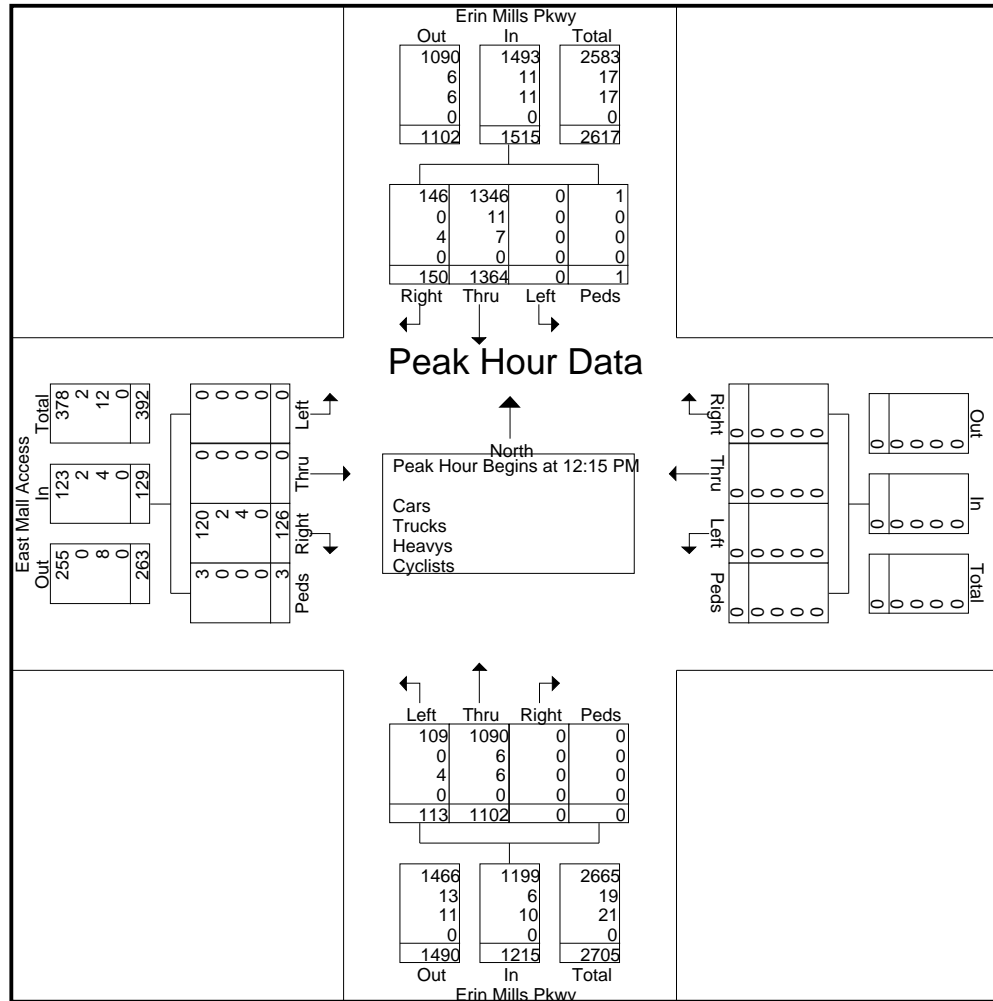 Erin Mills Pkwy
Out In Total
1090 1493 2583
6 11 17
6 11 17
0 0 0
1102 1515 2617
146 1346 0 1
0 11 0 0
4 7 0 0
0 0 0 0
150 1364 0 1
Right Thru Left Peds
Peak Hour Data
North
Peak Hour Begins at 12:15 PM
Cars
Trucks
Heavys
Cyclists
East Mall Access
Out In Total
255 123 378
0 2 2
8 4 12
0 0 0
263 129 392
3 120 0 0
0 2 0 0
0 4 0 0
0 0 0 0
3 126 0 0
Peds Right Thru Left
Right Thru Left Peds
0 0 0 0
0 0 0 0
0 0 0 0
0 0 0 0
0 0 0 0
Out In Total
0 0 0
0 0 0
0 0 0
0 0 0
0 0 0
Left Thru Right Peds
109 1090 0 0
0 6 0 0
4 6 0 0
0 0 0 0
113 1102 0 0
1466 1199 2665
13 6 19
11 10 21
0 0 0
1490 1215 2705
Out In Total
Erin Mills Pkwy